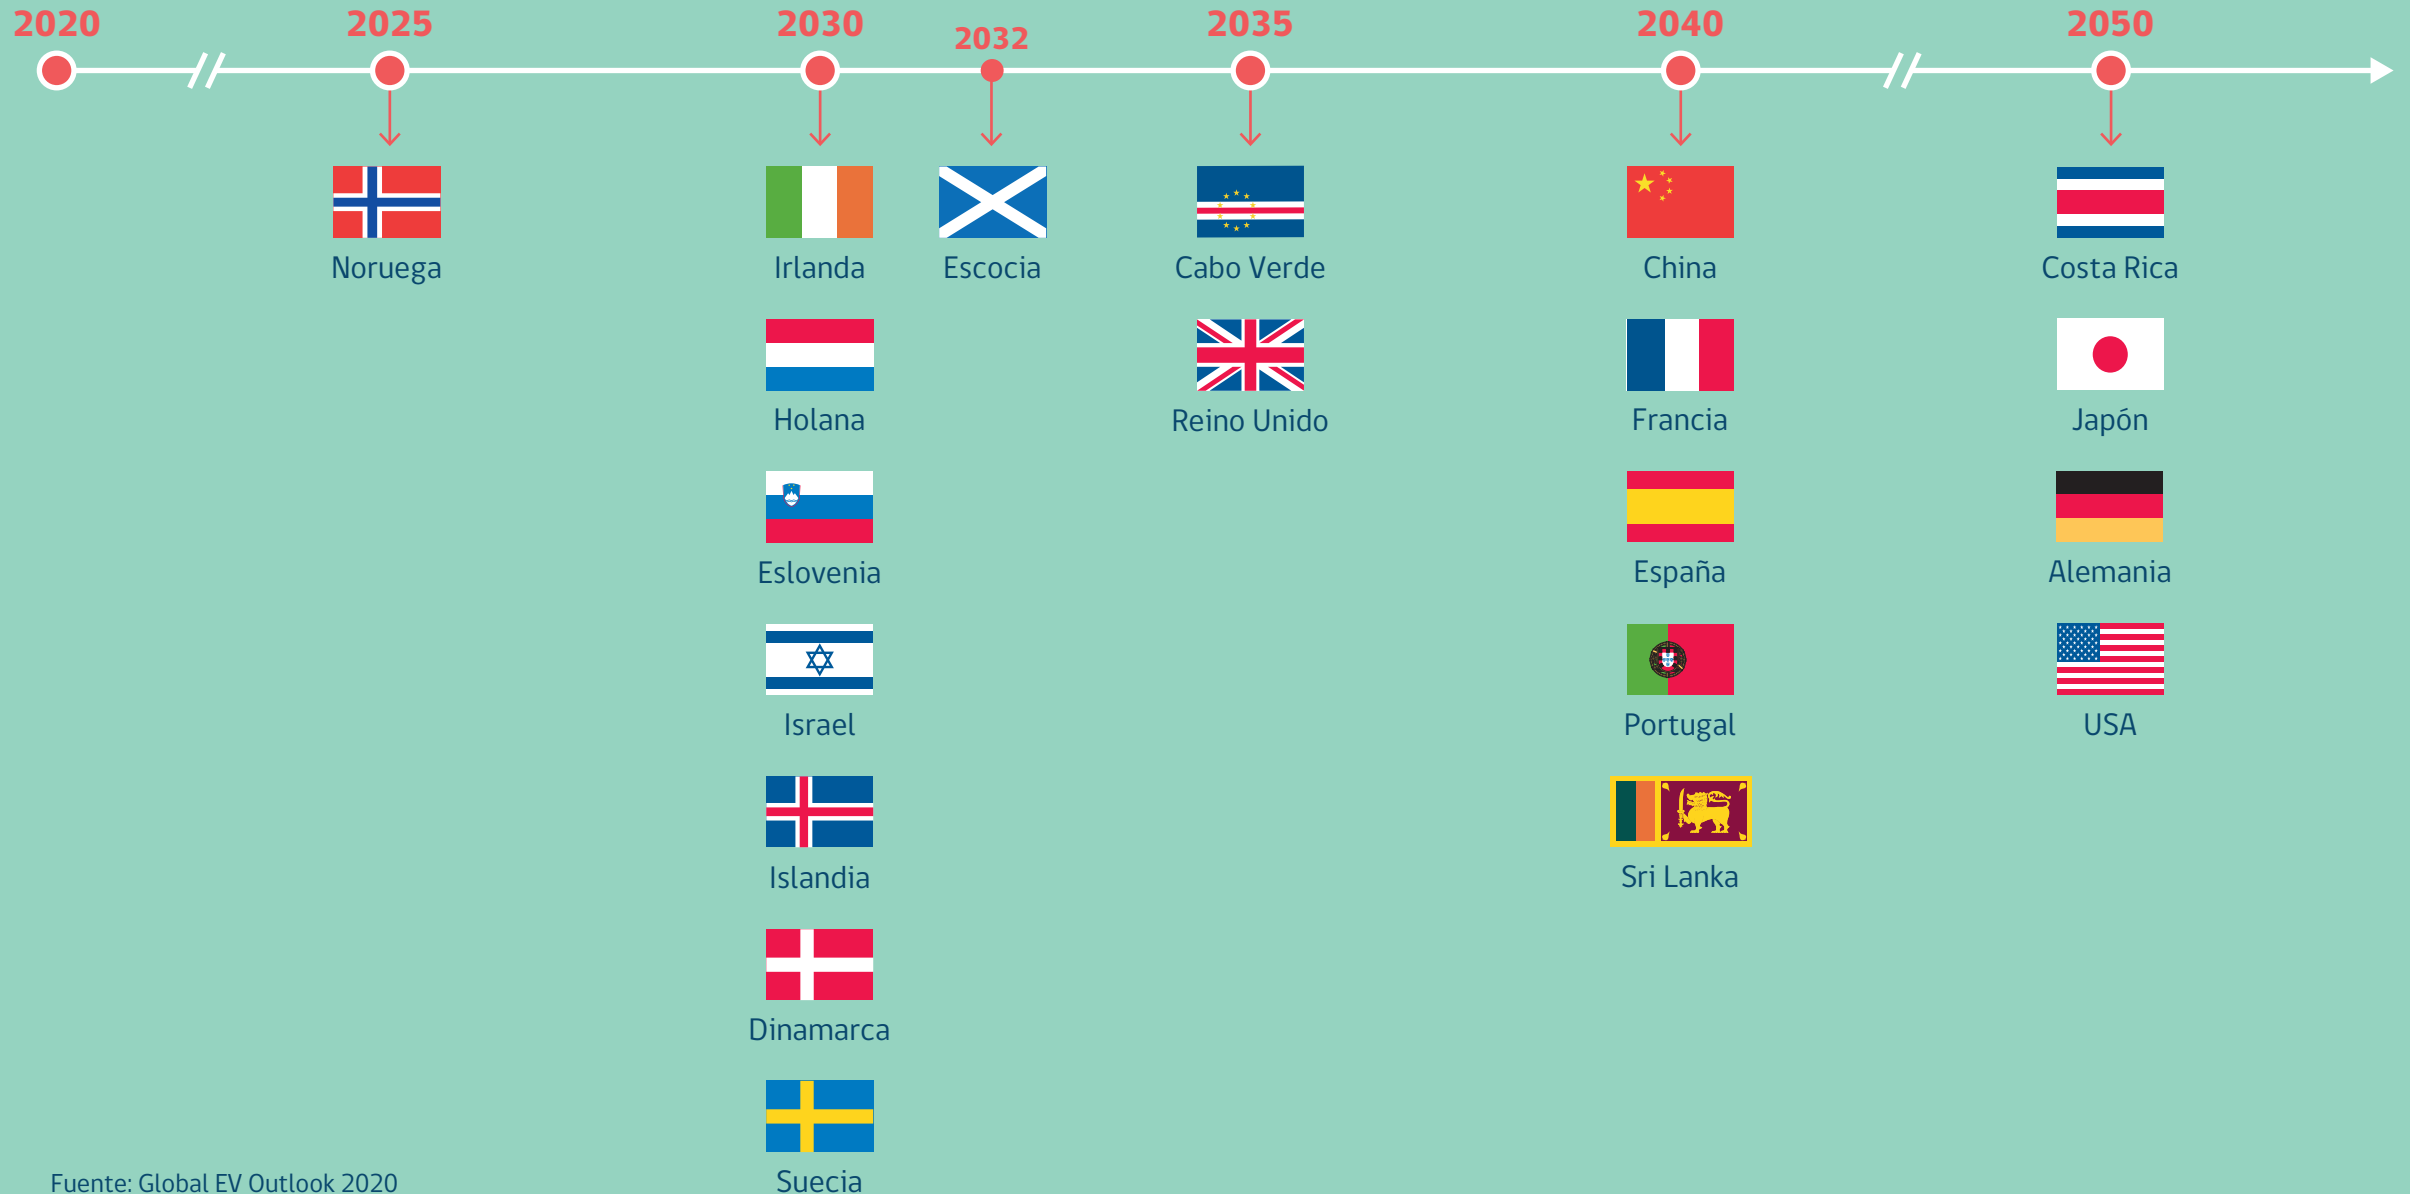 2020
2025
2030
2032
2035
2040
2050
Noruega
Irlanda
Escocia
Cabo Verde
China
Costa Rica
Holana
Reino Unido
Francia
Japón
Eslovenia
España
Alemania
Israel
Portugal
USA
Islandia
Sri Lanka
Dinamarca
Suecia
Fuente: Global EV Outlook 2020